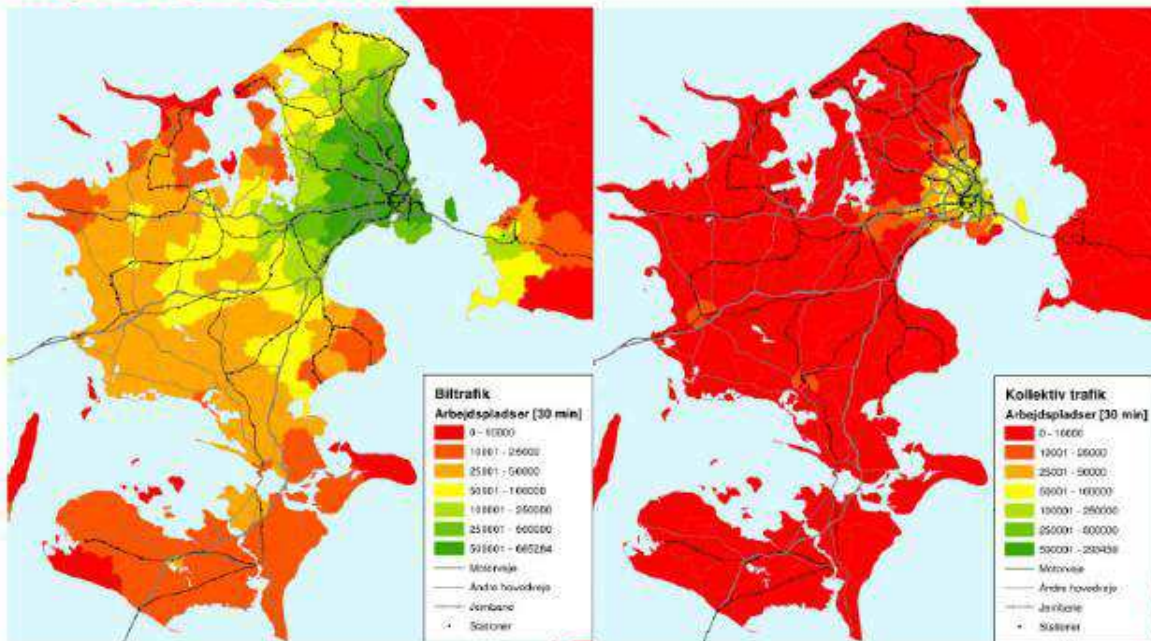 Biltrafik
Arbejdspladser [30 min]
0 - 10000
10001 - 25000
25001 - 50000
50001 - 100000
100001 - 250000
250001 - 500000
500001 - 665284
Motorveje
Andre hovedveje
Jernbane
Stationer
Kollektiv trafik
Arbejdspladser [30 min]
0 - 10000
10001 - 25000
25001 - 50000
50001 - 100000
100001 - 250000
250001 - 500000
Motorveje
Andre hovedveje
Jernbane
Stationer